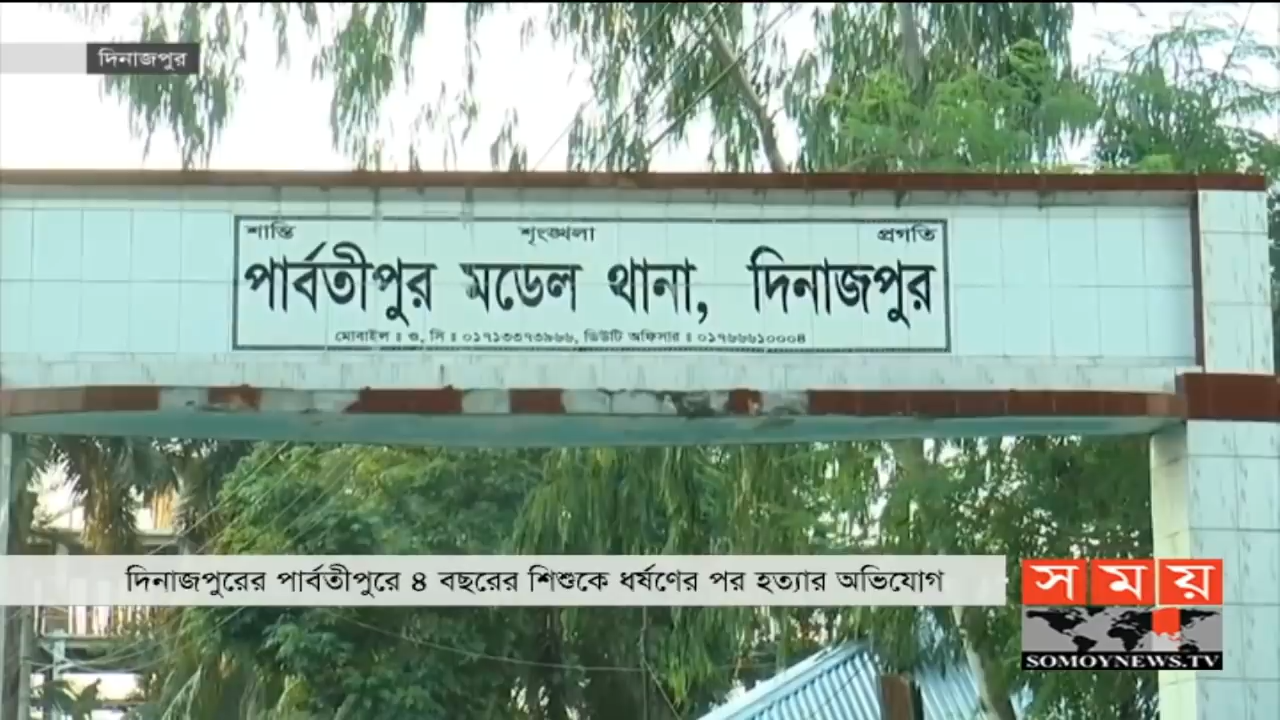 দিনাজপুর
শান্তি শৃংঙ্খলা প্রগতি
পার্বতীপুর মডেল থানা, দিনাজপুর
মোবাইল ঃ ও, সি ঃ ০১৭১৩৩৭৩৯৬৬, ডিউটি অফিসার ঃ ০১৭৬৬৬১০০০৪
দিনাজপুরের পার্বতীপুরে ৪ বছরের শিশুকে ধর্ষণের পর হত্যার অভিযোগ
সময়
SOMOYNEWS.TV